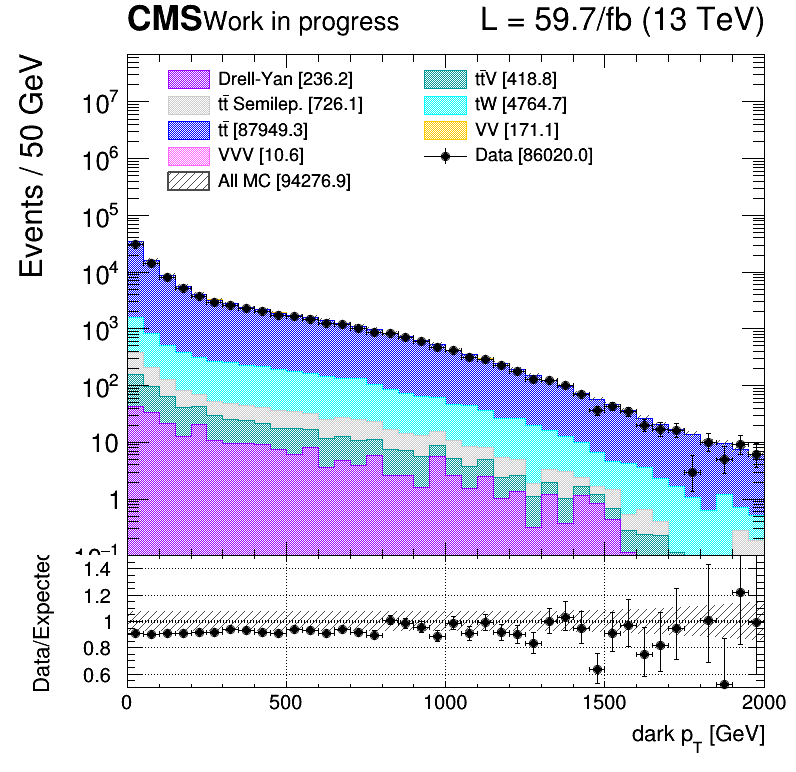 CMS Work in progress L = 59.7/fb (13 TeV)
Drell-Yan [236.2]
tt̄ Semilep. [726.1]
tt̄ [87949.3]
VVV [10.6]
All MC [94276.9]
tt̄V [418.8]
tW [4764.7]
VV [171.1]
Data [86020.0]
Events / 50 GeV
10⁷
10⁶
10⁵
10⁴
10³
10²
10
1
10⁻¹
Data/Expected
1.4
1.2
1
0.8
0.6
0 500 1000 1500 2000
dark p_T [GeV]